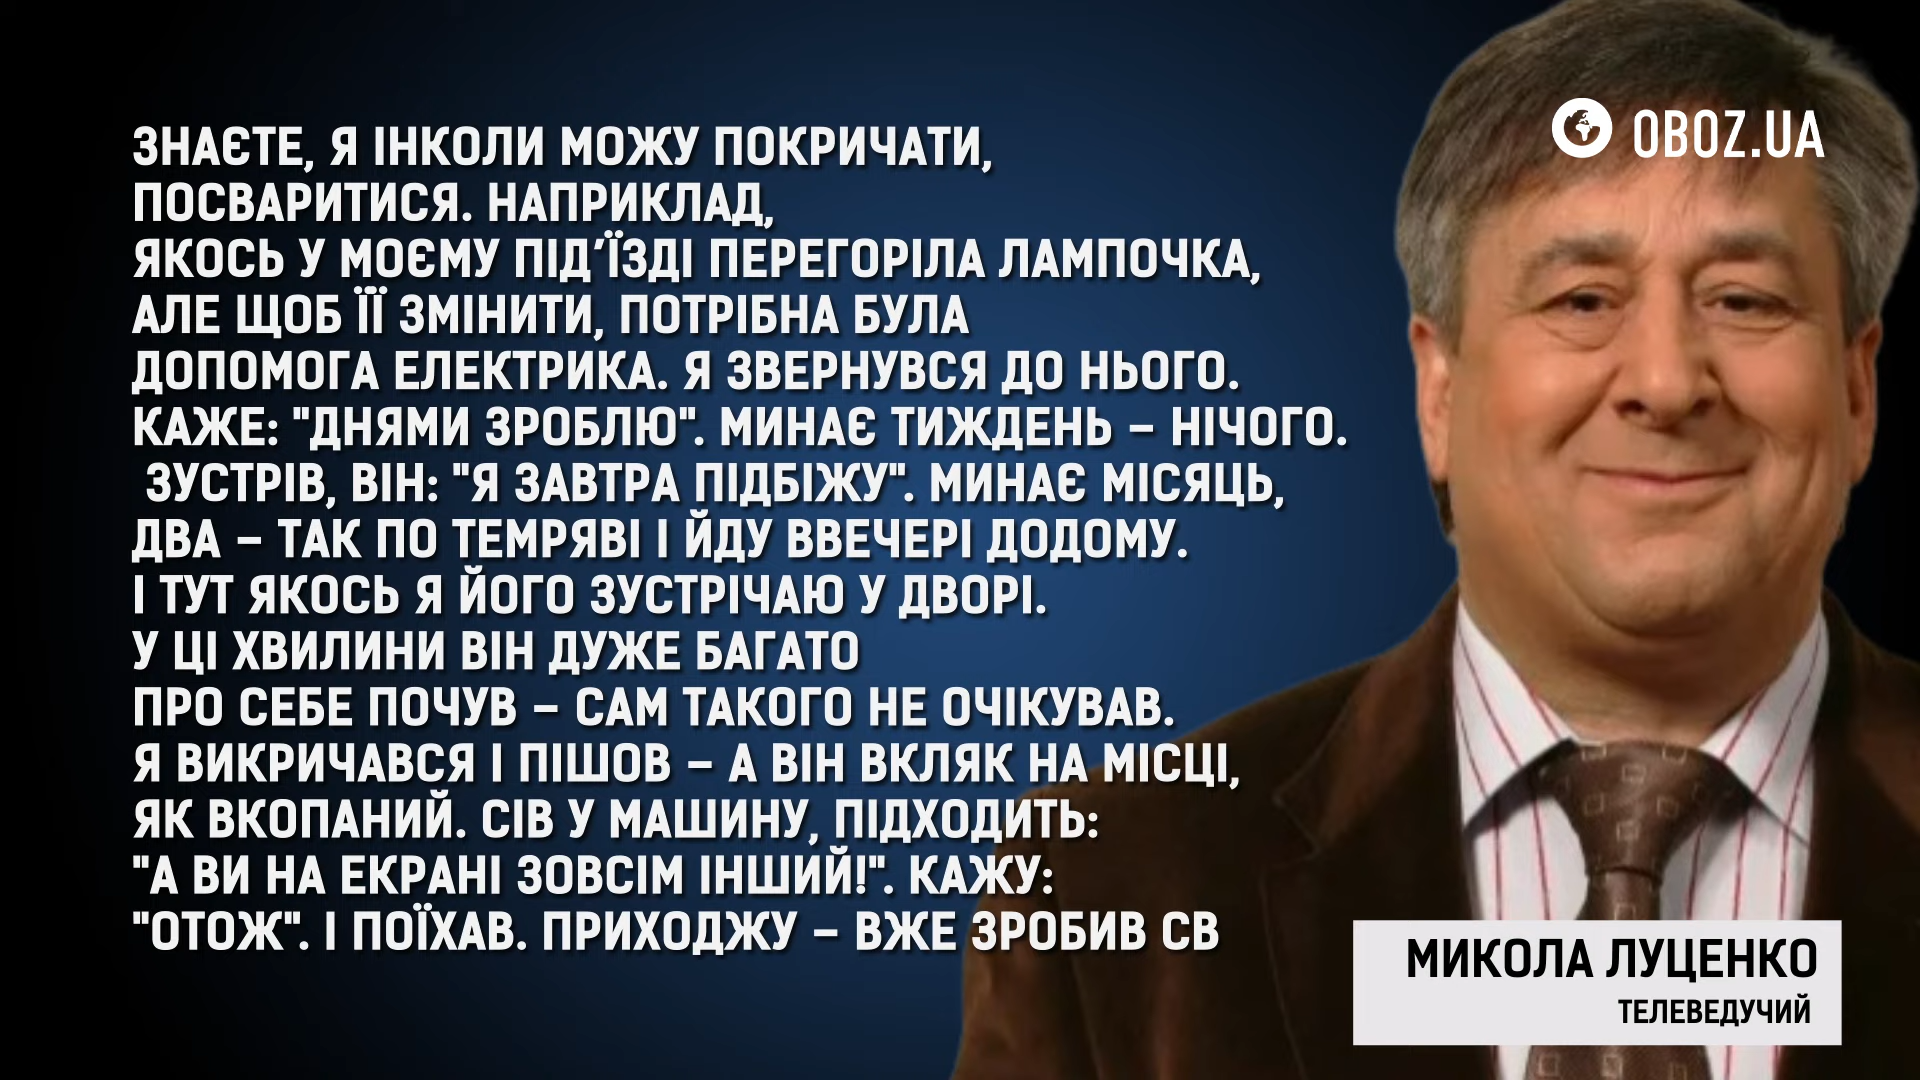 OBOZ.UA
ЗНАЄТЕ, Я ІНКОЛИ МОЖУ ПОКРИЧАТИ,
ПОСВАРИТИСЯ. НАПРИКЛАД,
ЯКОСЬ У МОЄМУ ПІД'ЇЗДІ ПЕРЕГОРІЛА ЛАМПОЧКА,
АЛЕ ЩОБ ЇЇ ЗМІНИТИ, ПОТРІБНА БУЛА
ДОПОМОГА ЕЛЕКТРИКА. Я ЗВЕРНУВСЯ ДО НЬОГО.
КАЖЕ: "ДНЯМИ ЗРОБЛЮ". МИНАЄ ТИЖДЕНЬ – НІЧОГО.
ЗУСТРІВ, ВІН: "Я ЗАВТРА ПІДБІЖУ". МИНАЄ МІСЯЦЬ,
ДВА – ТАК ПО ТЕМРЯВІ І ЙДУ ВВЕЧЕРІ ДОДОМУ.
І ТУТ ЯКОСЬ Я ЙОГО ЗУСТРІЧАЮ У ДВОРІ.
У ЦІ ХВИЛИНИ ВІН ДУЖЕ БАГАТО
ПРО СЕБЕ ПОЧУВ – САМ ТАКОГО НЕ ОЧІКУВАВ.
Я ВИКРИЧАВСЯ І ПІШОВ – А ВІН ВКЛЯК НА МІСЦІ,
ЯК ВКОПАНИЙ. СІВ У МАШИНУ, ПІДХОДИТЬ:
"А ВИ НА ЕКРАНІ ЗОВСІМ ІНШИЙ!". КАЖУ:
"ОТОЖ". І ПОЇХАВ. ПРИХОДЖУ – ВЖЕ ЗРОБИВ СВ
МИКОЛА ЛУЦЕНКО
ТЕЛЕВЕДУЧИЙ